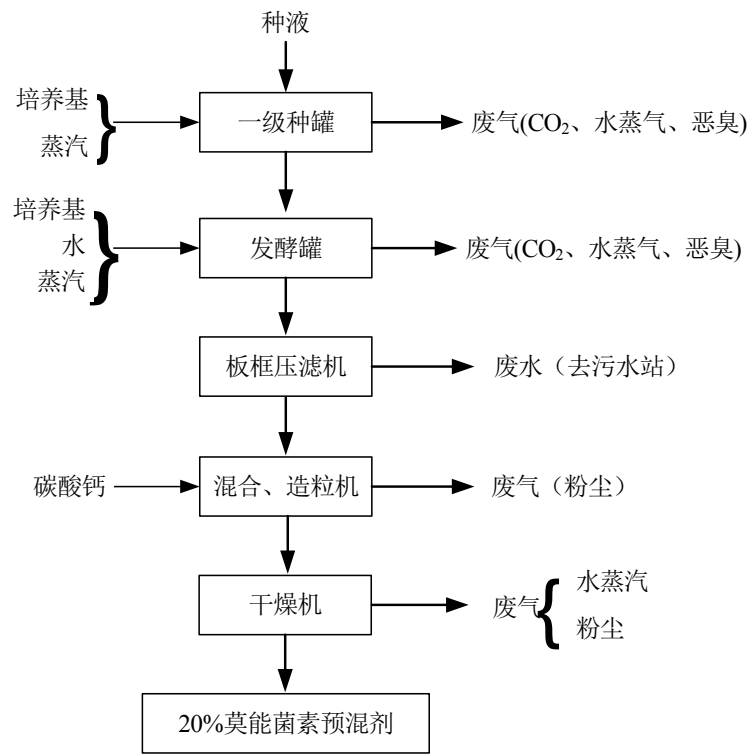 种液
培养基
蒸汽
一级种罐
废气(CO₂、水蒸气、恶臭)
培养基
水
蒸汽
发酵罐
废气(CO₂、水蒸气、恶臭)
板框压滤机
废水（去污水站）
碳酸钙
混合、造粒机
废气（粉尘）
干燥机
废气
水蒸汽
粉尘
20%莫能菌素预混剂